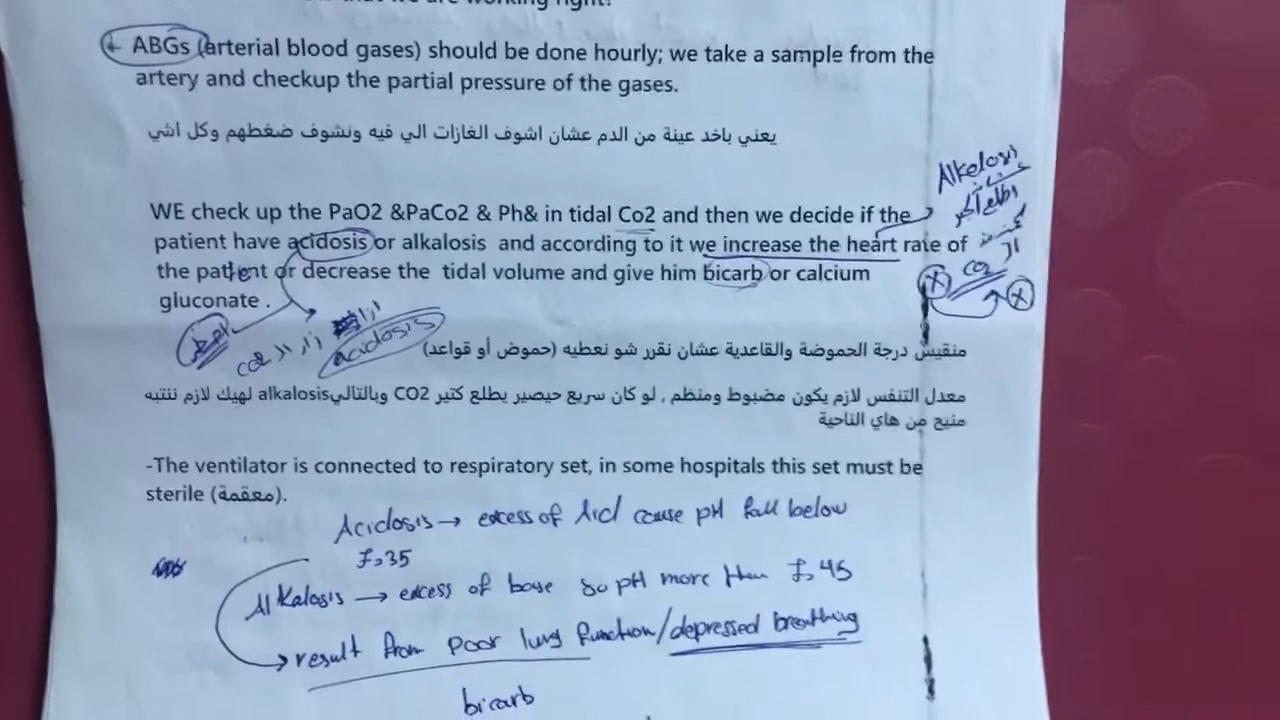 that we are working right.
ABGs (arterial blood gases) should be done hourly; we take a sample from the
artery and checkup the partial pressure of the gases.
يعني باخد عينة من الدم عشان اشوف الغازات الي فيه ونشوف ضغطهم وكل اشي
Alkelosis
WE check up the PaO2 &PaCo2 & Ph& in tidal Co2 and then we decide if the
patient have acidosis or alkalosis and according to it we increase the heart rate of
the patient or decrease the tidal volume and give him bicarb or calcium
gluconate .
CO2
co2
acidosis
منقيس درجة الحموضة والقاعدية عشان نقرر شو نعطيه (حموض أو قواعد)
معدل التنفس لازم يكون مضبوط ومنظم , لو كان سريع حيصير يطلع كتير CO2 وبالتاليalkalosis لهيك لازم ننتبه
منيح من هاي الناحية
-The ventilator is connected to respiratory set, in some hospitals this set must be
sterile (معقمة).
Acidosis → excess of Acid cause pH fall below
7,35
Alkalosis → excess of base so pH more then 7,45
→ result from poor lung function/depressed breathing
bicarb